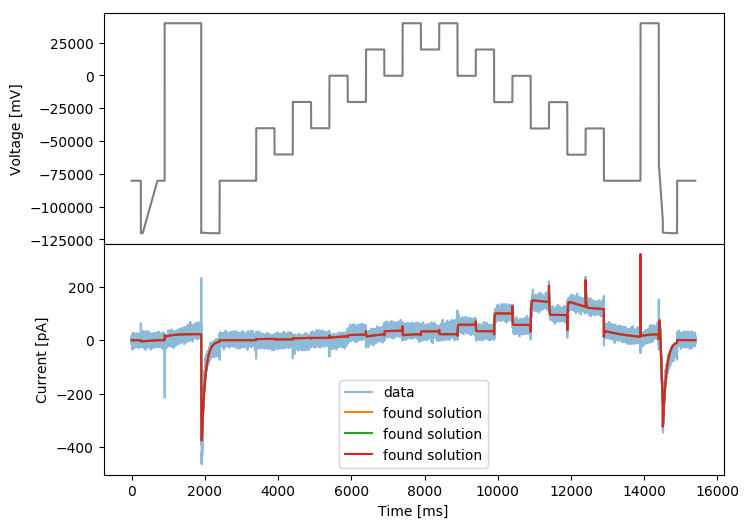 25000
0
−25000
−50000
−75000
−100000
−125000
Voltage [mV]
200
0
−200
−400
Current [pA]
data
found solution
found solution
found solution
0
2000
4000
6000
8000
10000
12000
14000
16000
Time [ms]